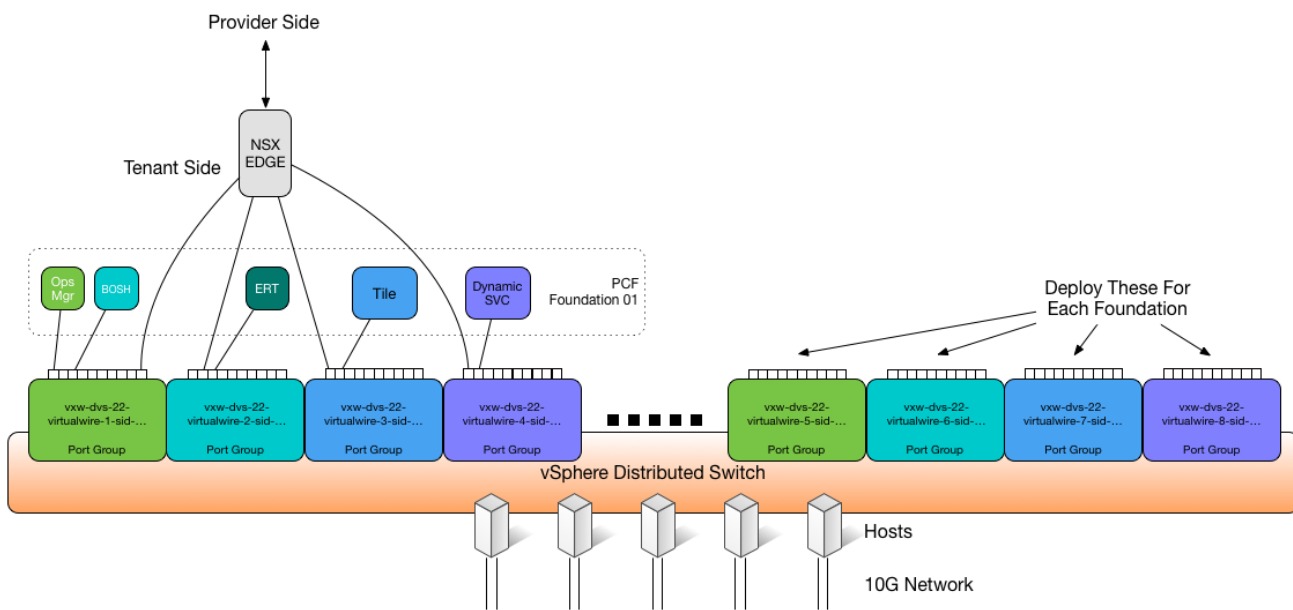 Provider Side
NSX
EDGE
Tenant Side
Ops
Mgr
BOSH
ERT
Tile
Dynamic
SVC
PCF
Foundation 01
Deploy These For
Each Foundation
vxw-dvs-22-
virtualwire-1-sid-...
Port Group
vxw-dvs-22-
virtualwire-2-sid-...
Port Group
vxw-dvs-22-
virtualwire-3-sid-...
Port Group
vxw-dvs-22-
virtualwire-4-sid-...
Port Group
vxw-dvs-22-
virtualwire-5-sid-...
Port Group
vxw-dvs-22-
virtualwire-6-sid-...
Port Group
vxw-dvs-22-
virtualwire-7-sid-...
Port Group
vxw-dvs-22-
virtualwire-8-sid-...
Port Group
vSphere Distributed Switch
Hosts
10G Network